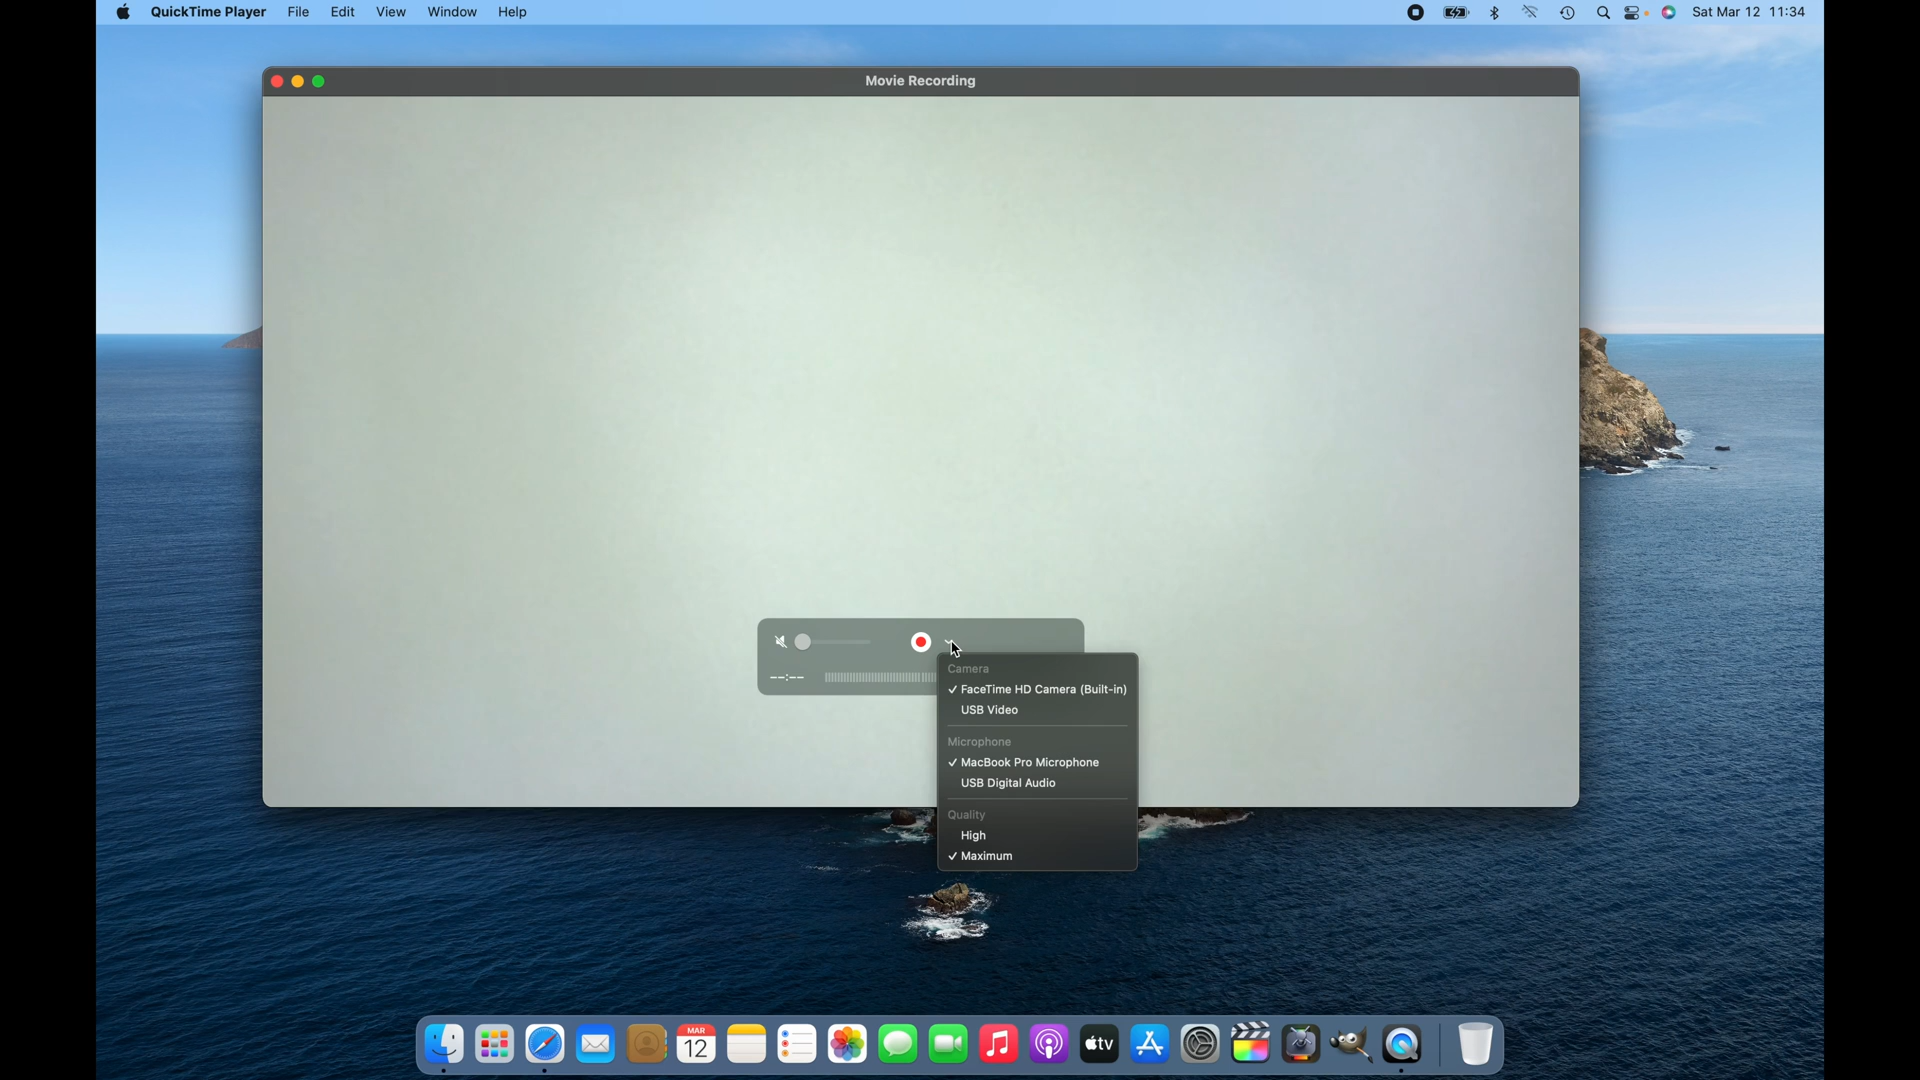 QuickTime Player File Edit View Window Help Sat Mar 12 11:34
Movie Recording
--:--
Camera
✓ FaceTime HD Camera (Built-in)
USB Video
Microphone
✓ MacBook Pro Microphone
USB Digital Audio
Quality
High
✓ Maximum
MAR
12
tv